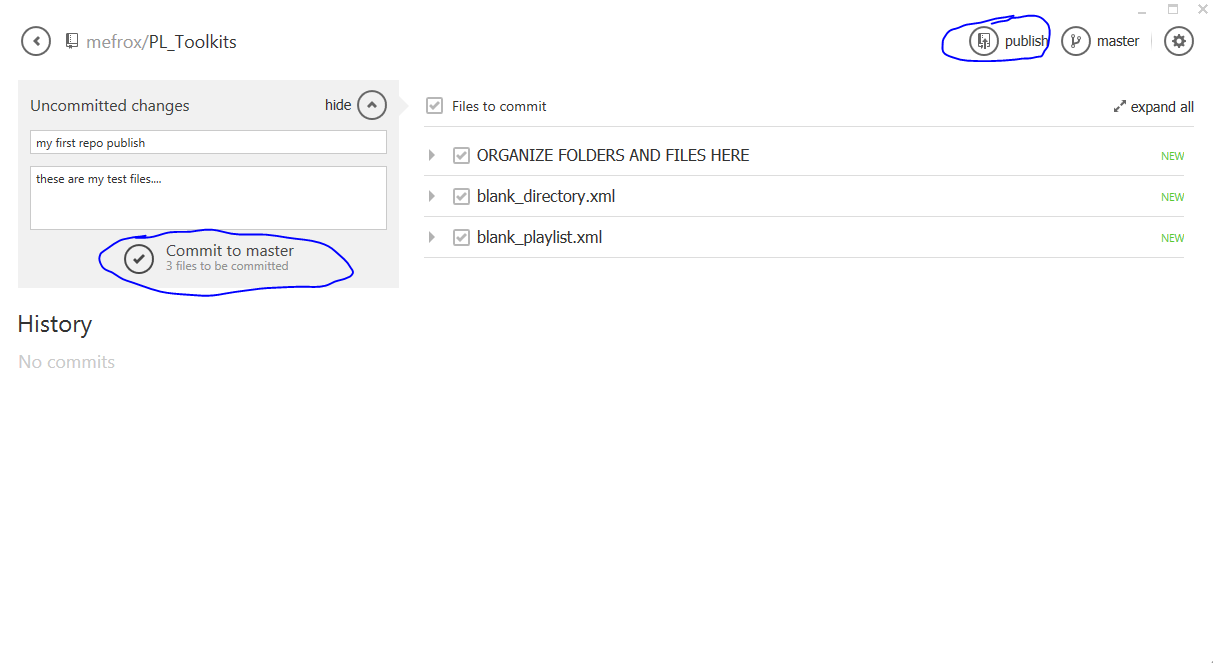 mefrox/PL_Toolkits
publish
master
Uncommitted changes
hide
my first repo publish
these are my test files....
Commit to master
3 files to be committed
Files to commit
expand all
ORGANIZE FOLDERS AND FILES HERE
NEW
blank_directory.xml
NEW
blank_playlist.xml
NEW
History
No commits